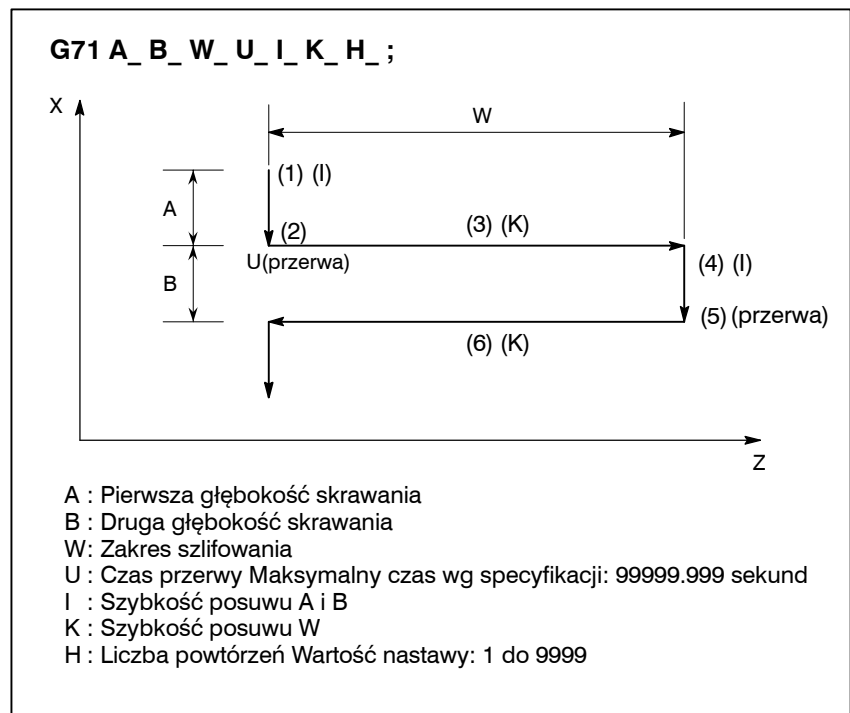 G71 A_ B_ W_ U_ I_ K_ H_ ;
X
W
(1) (I)
A
(2)
(3) (K)
U(przerwa)
(4) (I)
B
(5) (przerwa)
(6) (K)
Z
A : Pierwsza głębokość skrawania
B : Druga głębokość skrawania
W: Zakres szlifowania
U : Czas przerwy Maksymalny czas wg specyfikacji: 99999.999 sekund
I : Szybkość posuwu A i B
K : Szybkość posuwu W
H : Liczba powtórzeń Wartość nastawy: 1 do 9999